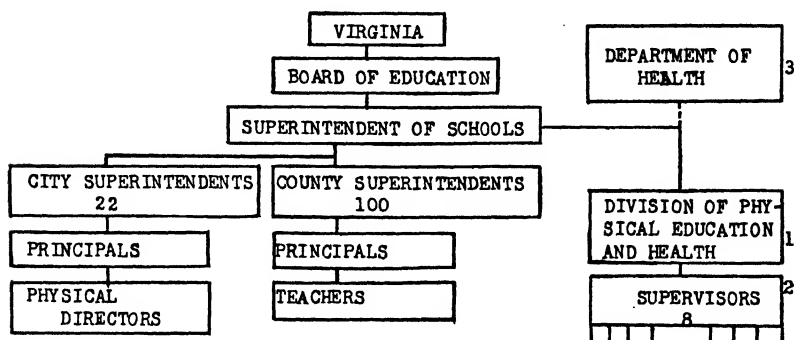 VIRGINIA
BOARD OF EDUCATION
SUPERINTENDENT OF SCHOOLS
DEPARTMENT OF
HEALTH
3
CITY SUPERINTENDENTS
22
COUNTY SUPERINTENDENTS
100
DIVISION OF PHY-
SICAL EDUCATION
AND HEALTH
1
PRINCIPALS
PRINCIPALS
PHYSICAL
DIRECTORS
TEACHERS
SUPERVISORS
8
2